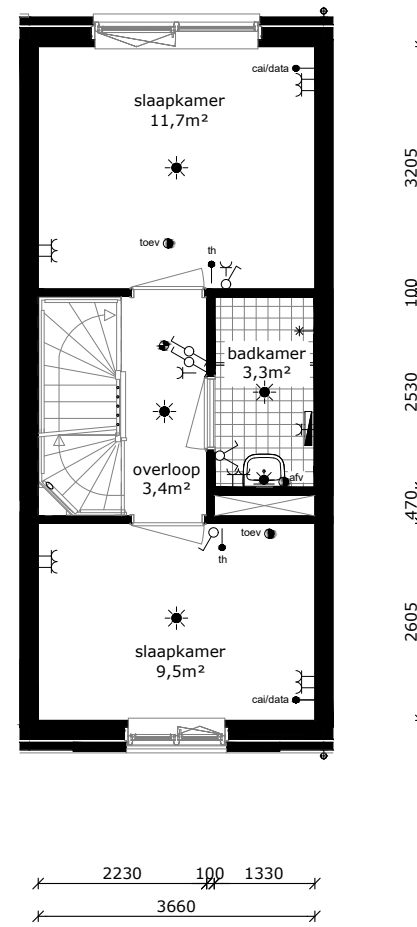 cai/data
slaapkamer
11,7m²
3205
toev
th
100
badkamer
3,3m²
2530
overloop
3,4m²
afv
470
toev
th
2605
slaapkamer
9,5m²
cai/data
2230 100 1330
3660